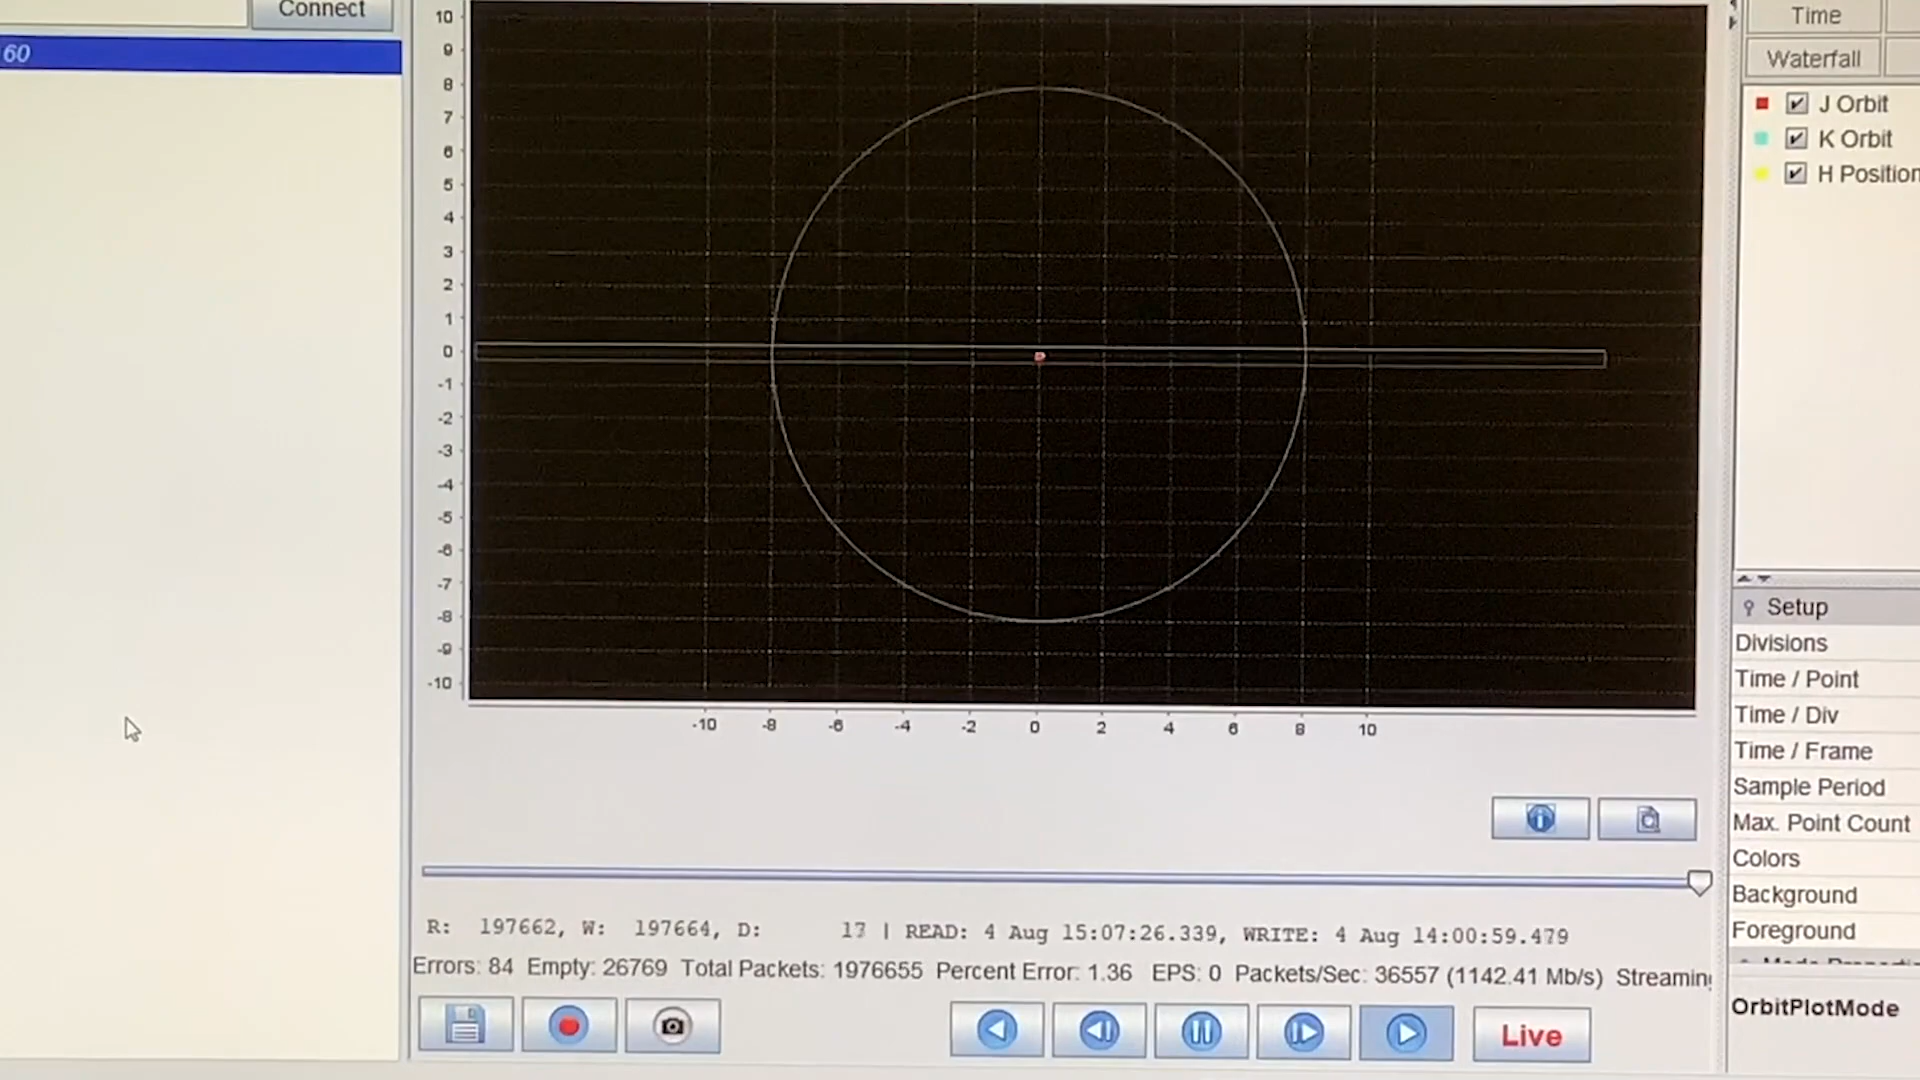 Connect
60
10
9
8
7
6
5
4
3
2
1
0
-1
-2
-3
-4
-5
-6
-7
-8
-9
-10
-10 -8 -6 -4 -2 0 2 4 6 8 10
R: 197662, W: 197664, D: 17 | READ: 4 Aug 15:07:26.339, WRITE: 4 Aug 14:00:59.479
Errors: 84 Empty: 26769 Total Packets: 1976655 Percent Error: 1.36 EPS: 0 Packets/Sec: 36557 (1142.41 Mb/s) Streaming
Live
Time
Waterfall
J Orbit
K Orbit
H Position
Setup
Divisions
Time / Point
Time / Div
Time / Frame
Sample Period
Max. Point Count
Colors
Background
Foreground
OrbitPlotMode